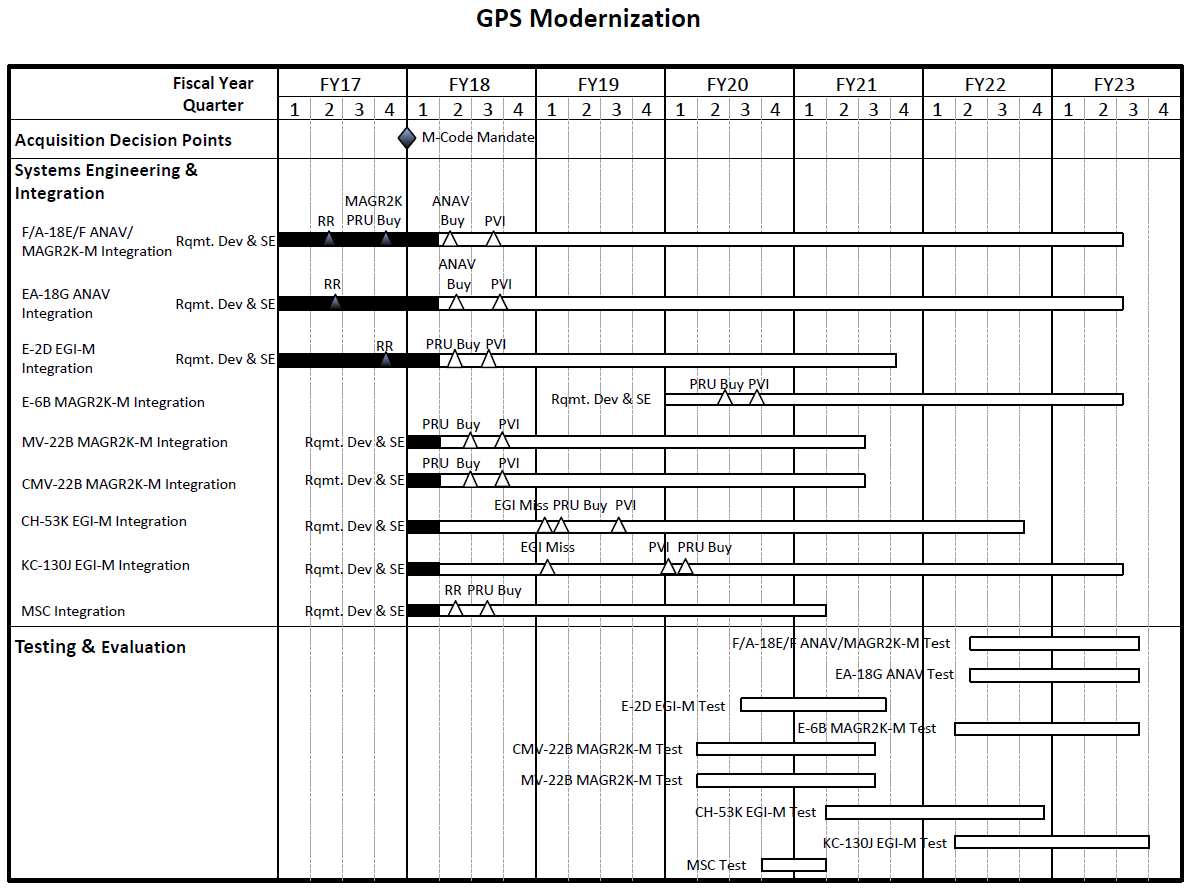 GPS Modernization
Fiscal Year
Quarter
FY17 FY18 FY19 FY20 FY21 FY22 FY23
1 2 3 4 1 2 3 4 1 2 3 4 1 2 3 4 1 2 3 4 1 2 3 4 1 2 3 4
Acquisition Decision Points
M-Code Mandate
Systems Engineering &
Integration
MAGR2K ANAV
RR PRU Buy Buy PVI
F/A-18E/F ANAV/
MAGR2K-M Integration
Rqmt. Dev & SE
ANAV
RR Buy PVI
EA-18G ANAV
Integration
Rqmt. Dev & SE
RR PRU Buy PVI
E-2D EGI-M
Integration
Rqmt. Dev & SE
PRU Buy PVI
E-6B MAGR2K-M Integration Rqmt. Dev & SE
PRU Buy PVI
MV-22B MAGR2K-M Integration Rqmt. Dev & SE
PRU Buy PVI
CMV-22B MAGR2K-M Integration Rqmt. Dev & SE
EGI Miss PRU Buy PVI
CH-53K EGI-M Integration Rqmt. Dev & SE
EGI Miss PVI PRU Buy
KC-130J EGI-M Integration Rqmt. Dev & SE
RR PRU Buy
MSC Integration Rqmt. Dev & SE
Testing & Evaluation
F/A-18E/F ANAV/MAGR2K-M Test
EA-18G ANAV Test
E-2D EGI-M Test
E-6B MAGR2K-M Test
CMV-22B MAGR2K-M Test
MV-22B MAGR2K-M Test
CH-53K EGI-M Test
KC-130J EGI-M Test
MSC Test